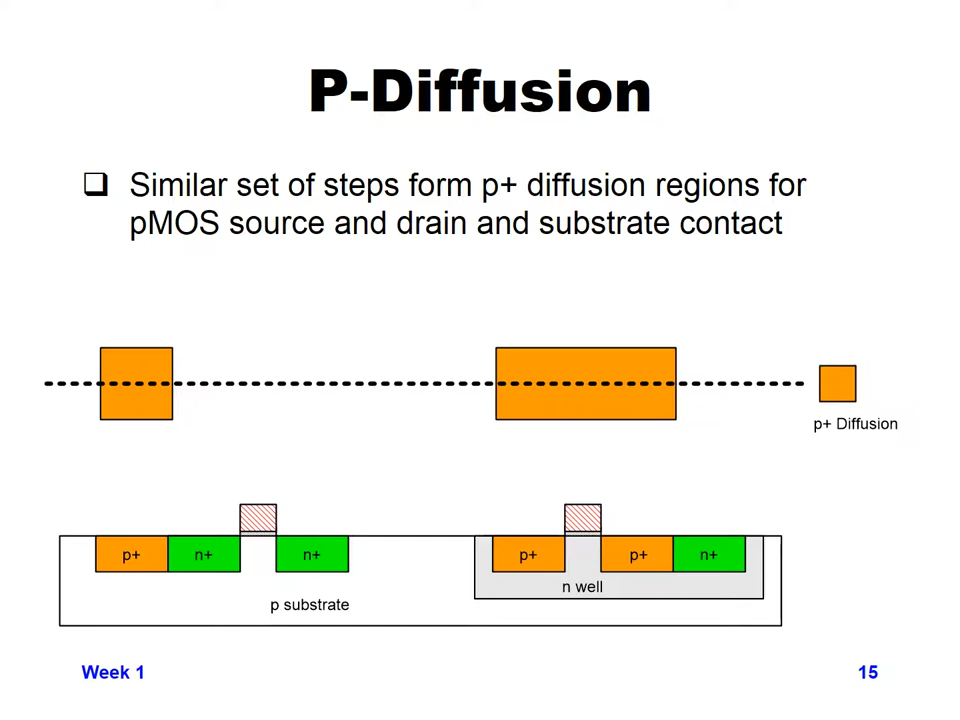 P-Diffusion
❑ Similar set of steps form p+ diffusion regions for
pMOS source and drain and substrate contact
p+ Diffusion
p+ n+ n+ p+ p+ n+
n well
p substrate
Week 1 15